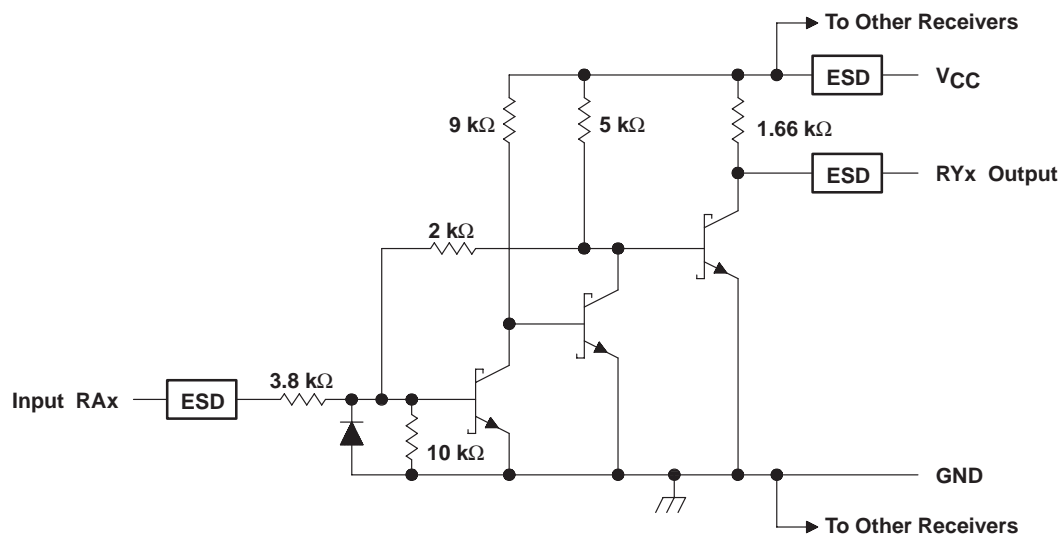 To Other Receivers
ESD
VCC
9 kΩ
5 kΩ
1.66 kΩ
ESD
RYx Output
2 kΩ
Input RAx
ESD
3.8 kΩ
10 kΩ
GND
To Other Receivers